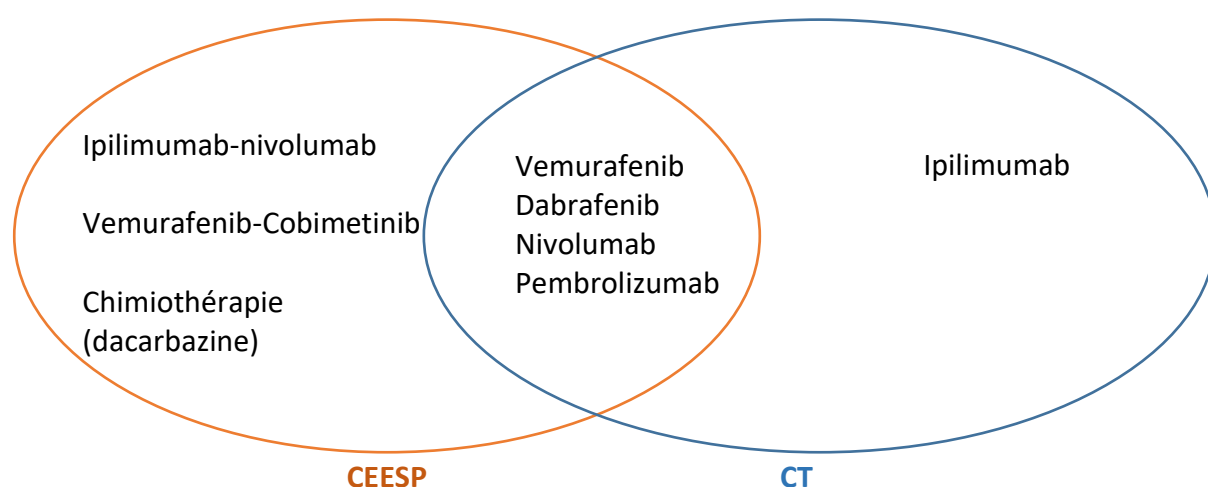 Ipilimumab-nivolumab
Vemurafenib-Cobimetinib
Chimiothérapie
(dacarbazine)
Vemurafenib
Dabrafenib
Nivolumab
Pembrolizumab
Ipilimumab
CEESP
CT